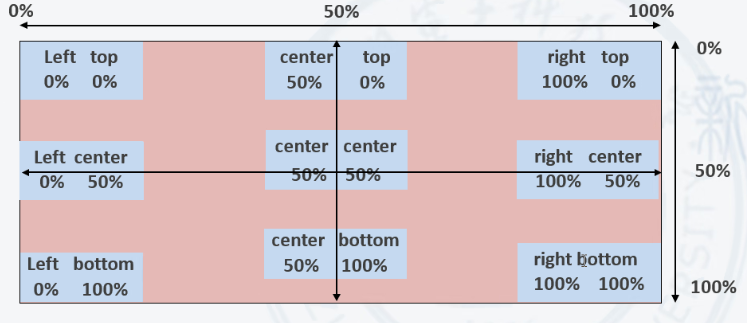 0% 50% 100%
Left top center top right top 0%
0% 0% 50% 0% 100% 0%
center center
Left center right center
50% 50% 50%
0% 50% 100% 50%
center bottom
right bottom
Left bottom 50% 100%
100% 100% 100%
0% 100%